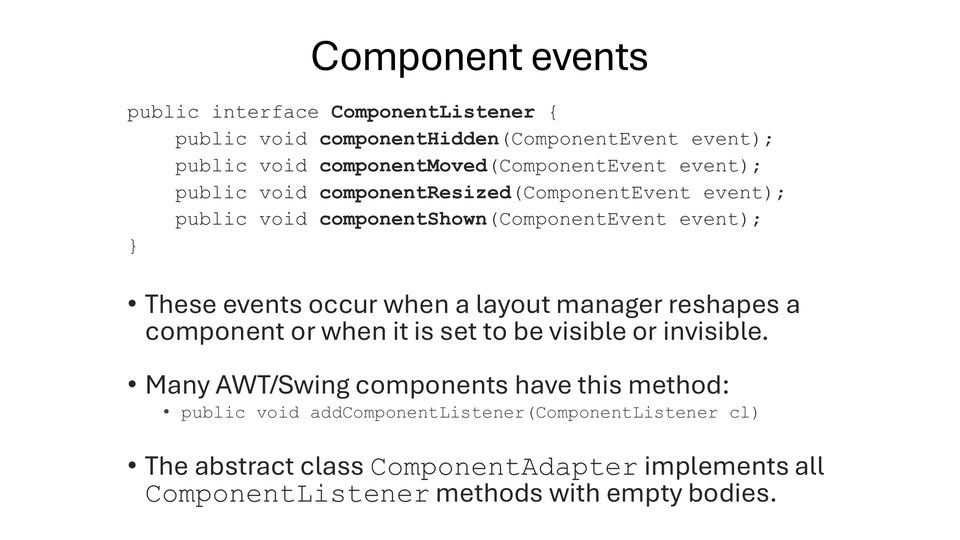 Component events
public interface ComponentListener {
    public void componentHidden(ComponentEvent event);
    public void componentMoved(ComponentEvent event);
    public void componentResized(ComponentEvent event);
    public void componentShown(ComponentEvent event);
}
• These events occur when a layout manager reshapes a
component or when it is set to be visible or invisible.
• Many AWT/Swing components have this method:
• public void addComponentListener(ComponentListener cl)
• The abstract class ComponentAdapter implements all
ComponentListener methods with empty bodies.